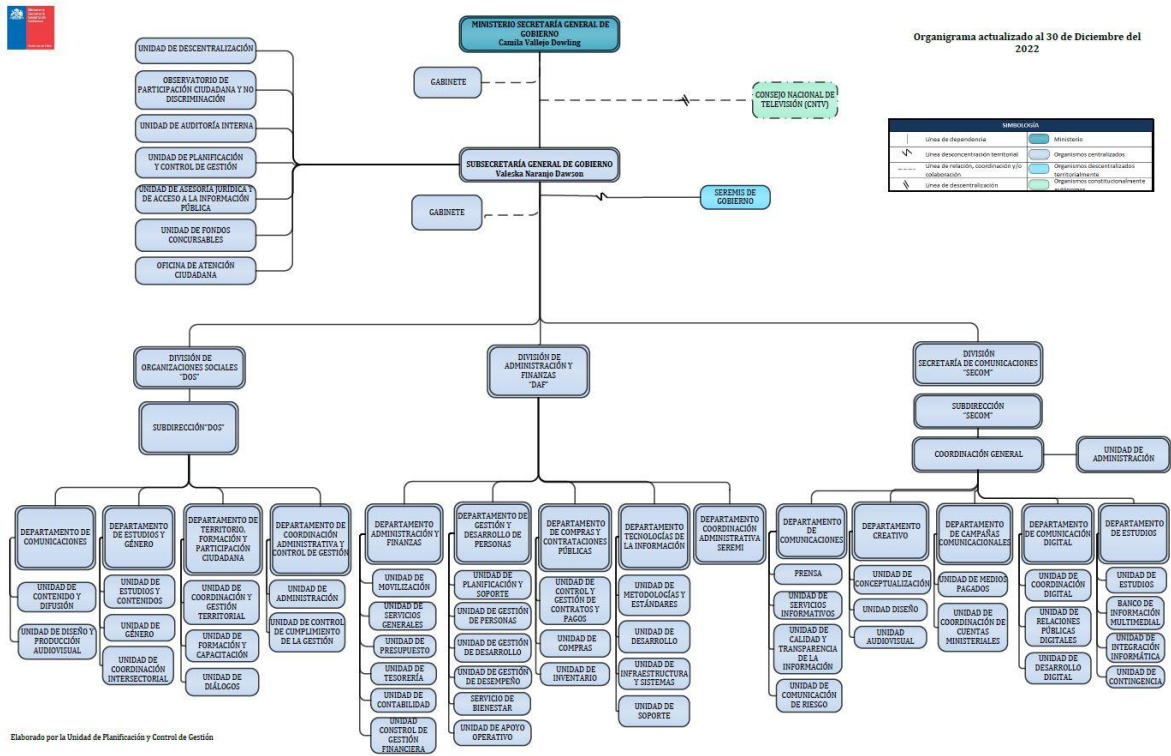 MINISTERIO SECRETARÍA GENERAL DE
GOBIERNO
Camila Vallejo Dowling
Organigrama actualizado al 30 de Diciembre del
2022
UNIDAD DE DESCENTRALIZACIÓN
OBSERVATORIO DE
PARTICIPACIÓN CIUDADANA Y NO
DISCRIMINACIÓN
UNIDAD DE AUDITORÍA INTERNA
UNIDAD DE PLANIFICACIÓN
Y CONTROL DE GESTIÓN
UNIDAD DE ASESORÍA JURÍDICA Y
DE ACCESO A LA INFORMACIÓN
PÚBLICA
UNIDAD DE FONDOS
CONCURSABLES
OFICINA DE ATENCIÓN
CIUDADANA
GABINETE
CONSEJO NACIONAL DE
TELEVISIÓN (CNTV)
SUBSECRETARÍA GENERAL DE GOBIERNO
Valeska Naranjo Dawson
GABINETE
SEREMIS DE
GOBIERNO
SIMBOLOGÍA
Línea de dependencia
Ministerio
Línea desconcentración territorial
Organismos centralizados
Línea de relación, coordinación y/o
colaboración
Organismos descentralizados
territorialmente
Línea de descentralización
Organismos constitucionalmente
DIVISIÓN DE
ORGANIZACIONES SOCIALES
"DOS"
SUBDIRECCIÓN"DOS"
DIVISIÓN DE
ADMINISTRACIÓN Y
FINANZAS
"DAF"
DIVISIÓN
SECRETARÍA DE COMUNICACIONES
"SECOM"
SUBDIRECCIÓN
"SECOM"
COORDINACIÓN GENERAL
UNIDAD DE
ADMINISTRACIÓN
DEPARTAMENTO DE
COMUNICACIONES
UNIDAD DE
CONTENIDO Y
DIFUSIÓN
UNIDAD DE DISEÑO Y
PRODUCCIÓN
AUDIOVISUAL
DEPARTAMENTO
DE ESTUDIOS Y
GÉNERO
UNIDAD DE
ESTUDIOS Y
CONTENIDOS
UNIDAD DE
GÉNERO
UNIDAD DE
COORDINACIÓN
INTERSECTORIAL
DEPARTAMENTO DE
TERRITORIO,
FORMACIÓN Y
PARTICIPACIÓN
CIUDADANA
UNIDAD DE
COORDINACIÓN Y
GESTIÓN
TERRITORIAL
UNIDAD DE
FORMACIÓN Y
CAPACITACIÓN
UNIDAD DE
DIÁLOGOS
DEPARTAMENTO DE
COORDINACIÓN
ADMINISTRATIVA Y
CONTROL DE GESTIÓN
UNIDAD DE
ADMINISTRACIÓN
UNIDAD DE CONTROL
DE CUMPLIMIENTO
DE LA GESTIÓN
DEPARTAMENTO
ADMINISTRACIÓN Y
FINANZAS
UNIDAD DE
MOVILIZACIÓN
UNIDAD DE
SERVICIOS
GENERALES
UNIDAD DE
PRESUPUESTO
UNIDAD DE
TESORERÍA
UNIDAD DE
CONTABILIDAD
UNIDAD
CONSTROL DE
GESTIÓN
FINANCIERA
DEPARTAMENTO DE
GESTIÓN Y
DESARROLLO DE
PERSONAS
UNIDAD DE
PLANIFICACIÓN Y
SOPORTE
UNIDAD DE GESTIÓN
DE PERSONAS
UNIDAD DE GESTIÓN
DE DESARROLLO
UNIDAD DE GESTIÓN
DE DESEMPEÑO
SERVICIO DE
BIENESTAR
UNIDAD DE APOYO
OPERATIVO
DEPARTAMENTO
DE COMPRAS Y
CONTRATACIONES
PÚBLICAS
UNIDAD DE
CONTROL Y
GESTIÓN DE
CONTRATOS Y
PAGOS
UNIDAD DE
COMPRAS
UNIDAD DE
INVENTARIO
DEPARTAMENTO
TECNOLOGÍAS DE
LA INFORMACIÓN
UNIDAD DE
METODOLOGÍAS Y
ESTÁNDARES
UNIDAD DE
DESARROLLO
UNIDAD DE
INFRAESTRUCTURA
Y SISTEMAS
UNIDAD DE
SOPORTE
DEPARTAMENTO
COORDINACIÓN
ADMINISTRATIVA
SEREMI
DEPARTAMENTO
DE
COMUNICACIONES
PRENSA
UNIDAD DE
SERVICIOS
INFORMATIVOS
UNIDAD DE
CALIDAD Y
TRANSPARENCIA
DE LA
INFORMACIÓN
UNIDAD DE
COMUNICACIÓN
DE RIESGO
DEPARTAMENTO
CREATIVO
UNIDAD DE
CONCEPTUALIZACIÓN
UNIDAD DISEÑO
UNIDAD
AUDIOVISUAL
DEPARTAMENTO
DE CAMPAÑAS
COMUNICACIONALES
UNIDAD DE MEDIOS
PAGADOS
UNIDAD DE
COORDINACIÓN DE
CUENTAS
MINISTERIALES
DEPARTAMENTO
DE COMUNICACIÓN
DIGITAL
UNIDAD DE
COORDINACIÓN
DIGITAL
UNIDAD DE
RELACIONES
PÚBLICAS
DIGITALES
UNIDAD DE
DESARROLLO
DIGITAL
DEPARTAMENTO
DE ESTUDIOS
UNIDAD DE
ESTUDIOS
BANCO DE
INFORMACIÓN
MULTIMEDIAL
UNIDAD DE
INTEGRACIÓN
INFORMÁTICA
UNIDAD DE
CONTINGENCIA
Elaborado por la Unidad de Planificación y Control de Gestión